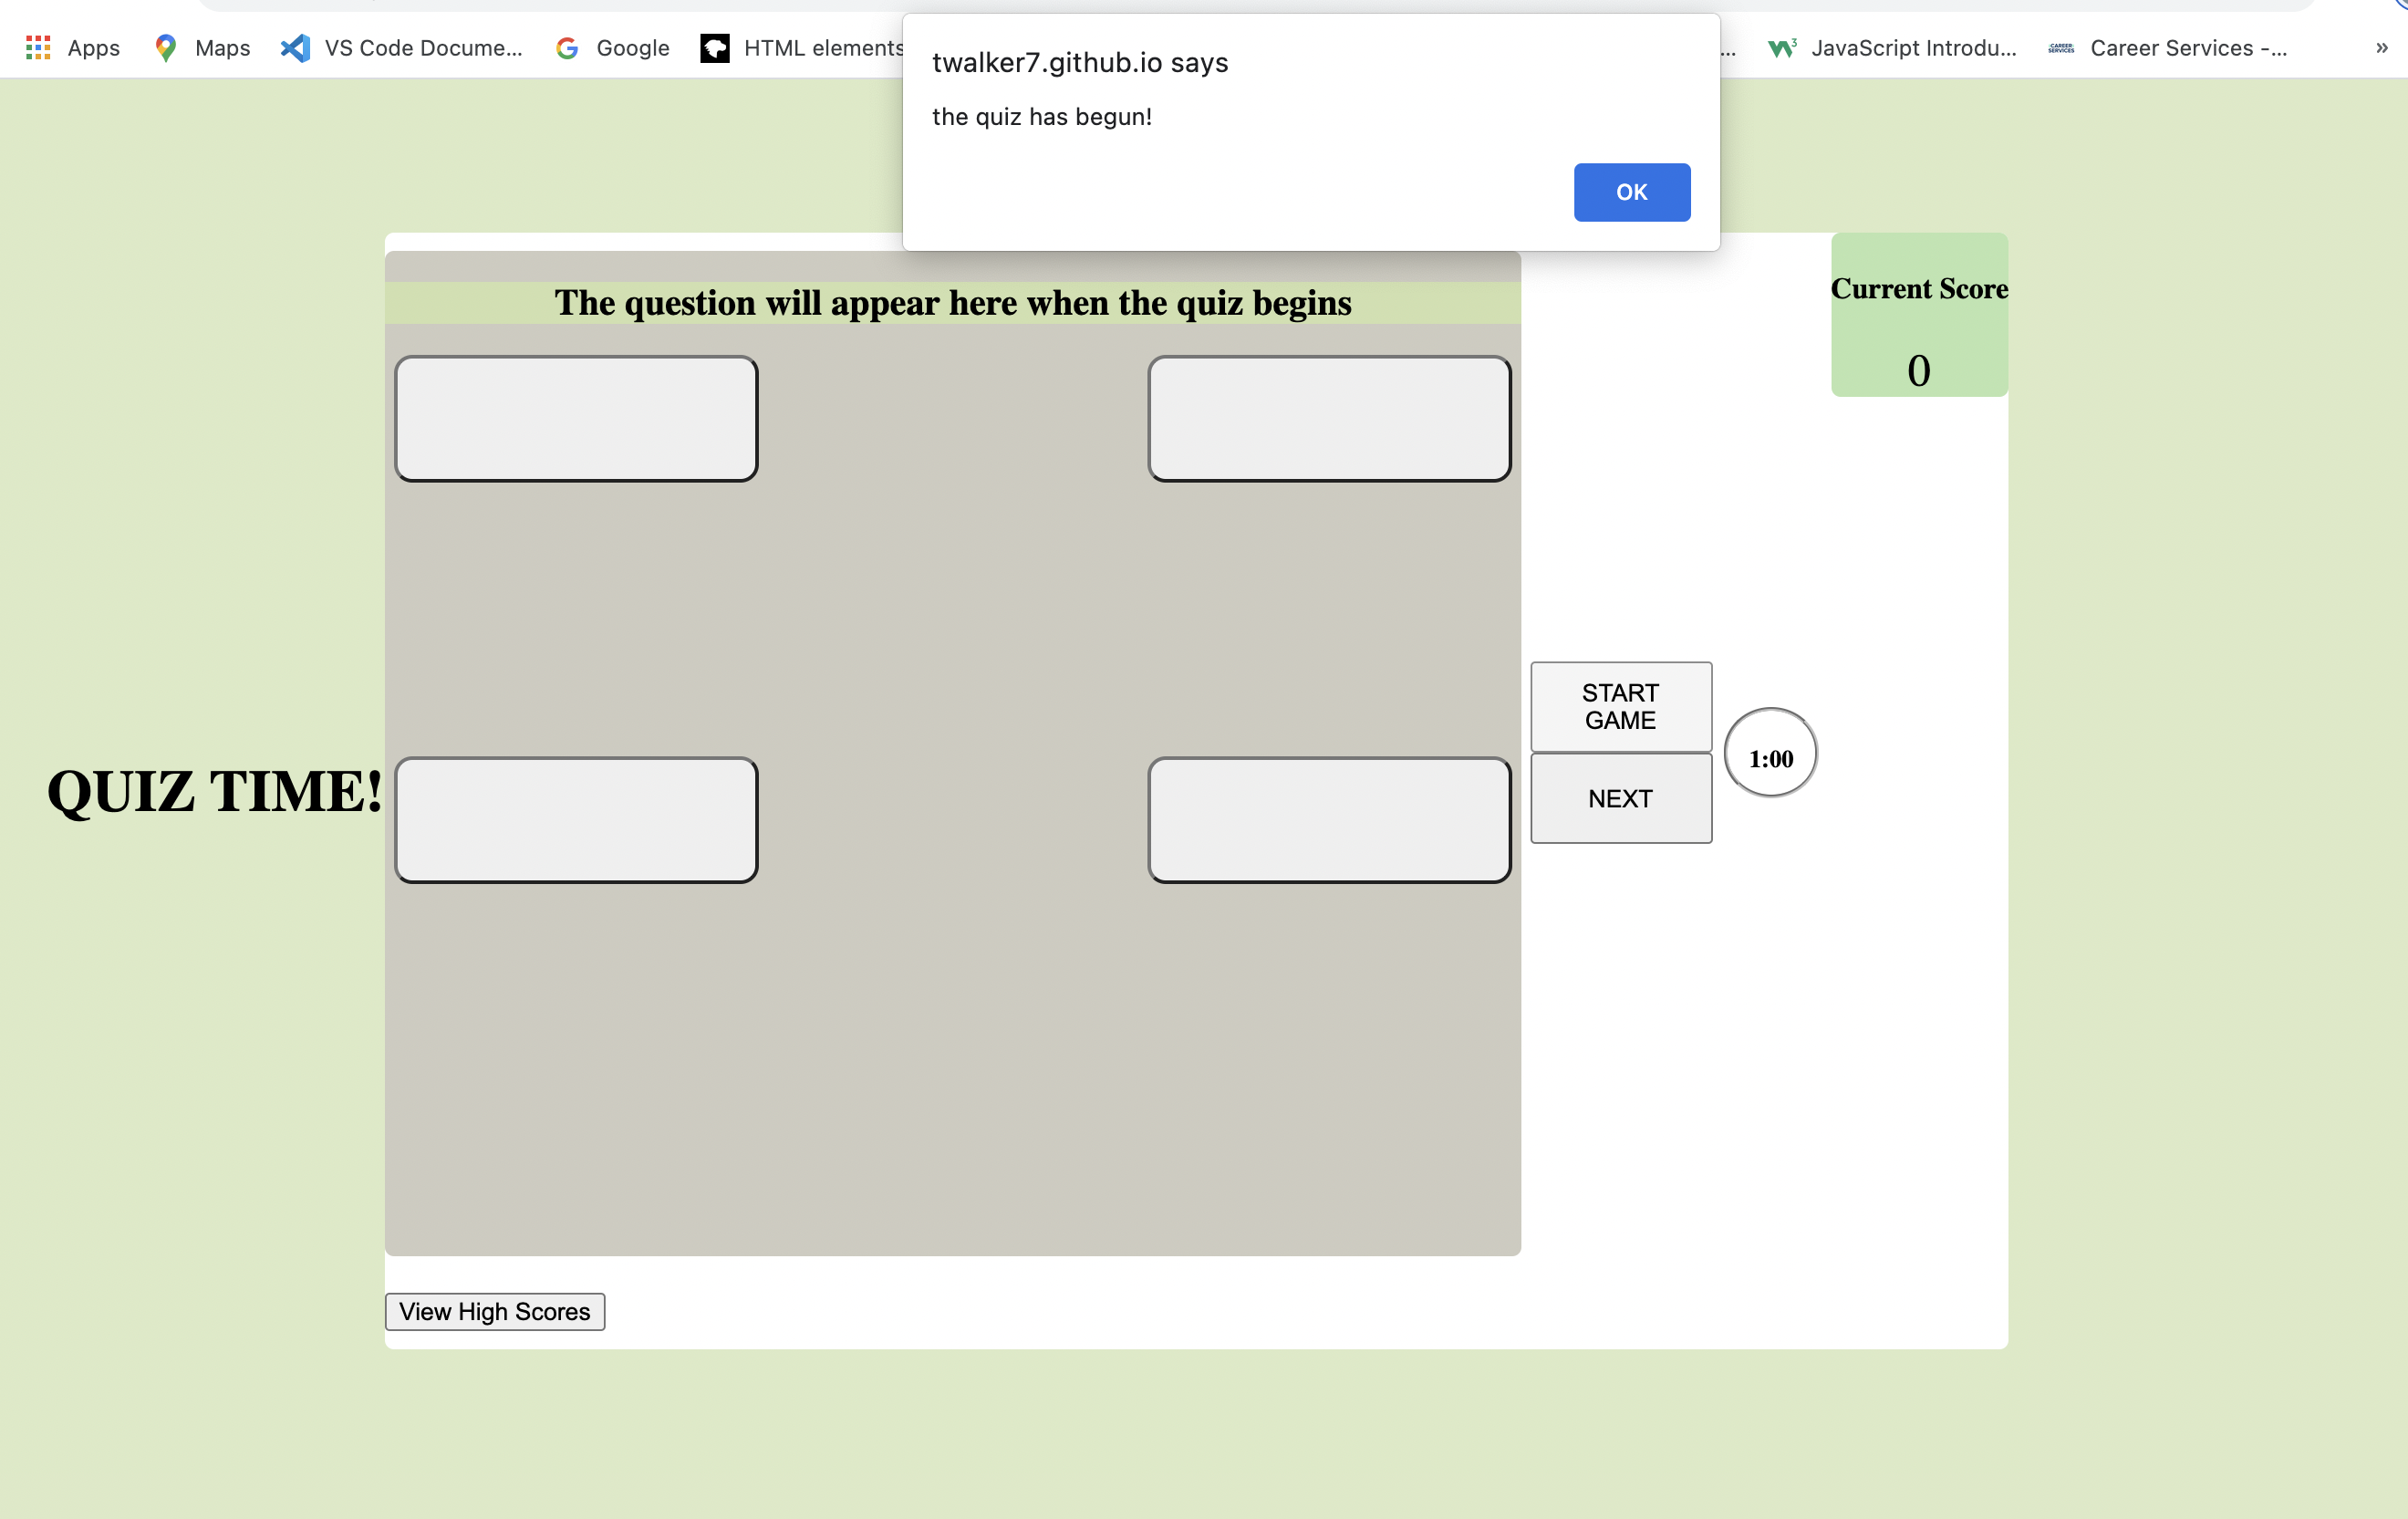 Apps
Maps
VS Code Docume...
Google
HTML elements
...
JavaScript Introdu...
CAREER SERVICES
Career Services -...
»
twalker7.github.io says
the quiz has begun!
OK
The question will appear here when the quiz begins
Current Score
0
START
GAME
NEXT
1:00
QUIZ TIME!
View High Scores